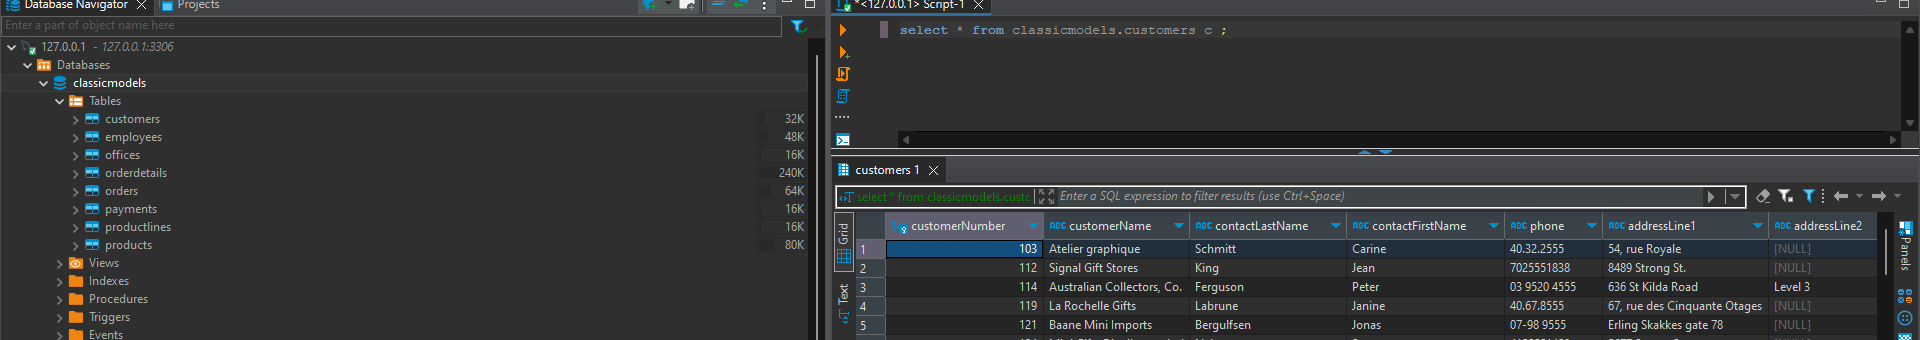 Database Navigator
Projects
Enter a part of object name here
127.0.0.1 - 127.0.0.1:3306
Databases
classicmodels
Tables
customers 32K
employees 48K
offices 16K
orderdetails 240K
orders 64K
payments 16K
productlines 16K
products 80K
Views
Indexes
Procedures
Triggers
Events
*<127.0.0.1> Script-1
select * from classicmodels.customers c ;
customers 1
select * from classicmodels.custc
Enter a SQL expression to filter results (use Ctrl+Space)
Grid
Text
Panels
customerNumber ABC customerName ABC contactLastName ABC contactFirstName ABC phone ABC addressLine1 ABC addressLine2
1 103 Atelier graphique Schmitt Carine 40.32.2555 54, rue Royale [NULL]
2 112 Signal Gift Stores King Jean 7025551838 8489 Strong St. [NULL]
3 114 Australian Collectors, Co. Ferguson Peter 03 9520 4555 636 St Kilda Road Level 3
4 119 La Rochelle Gifts Labrune Janine 40.67.8555 67, rue des Cinquante Otages [NULL]
5 121 Baane Mini Imports Bergulfsen Jonas 07-98 9555 Erling Skakkes gate 78 [NULL]